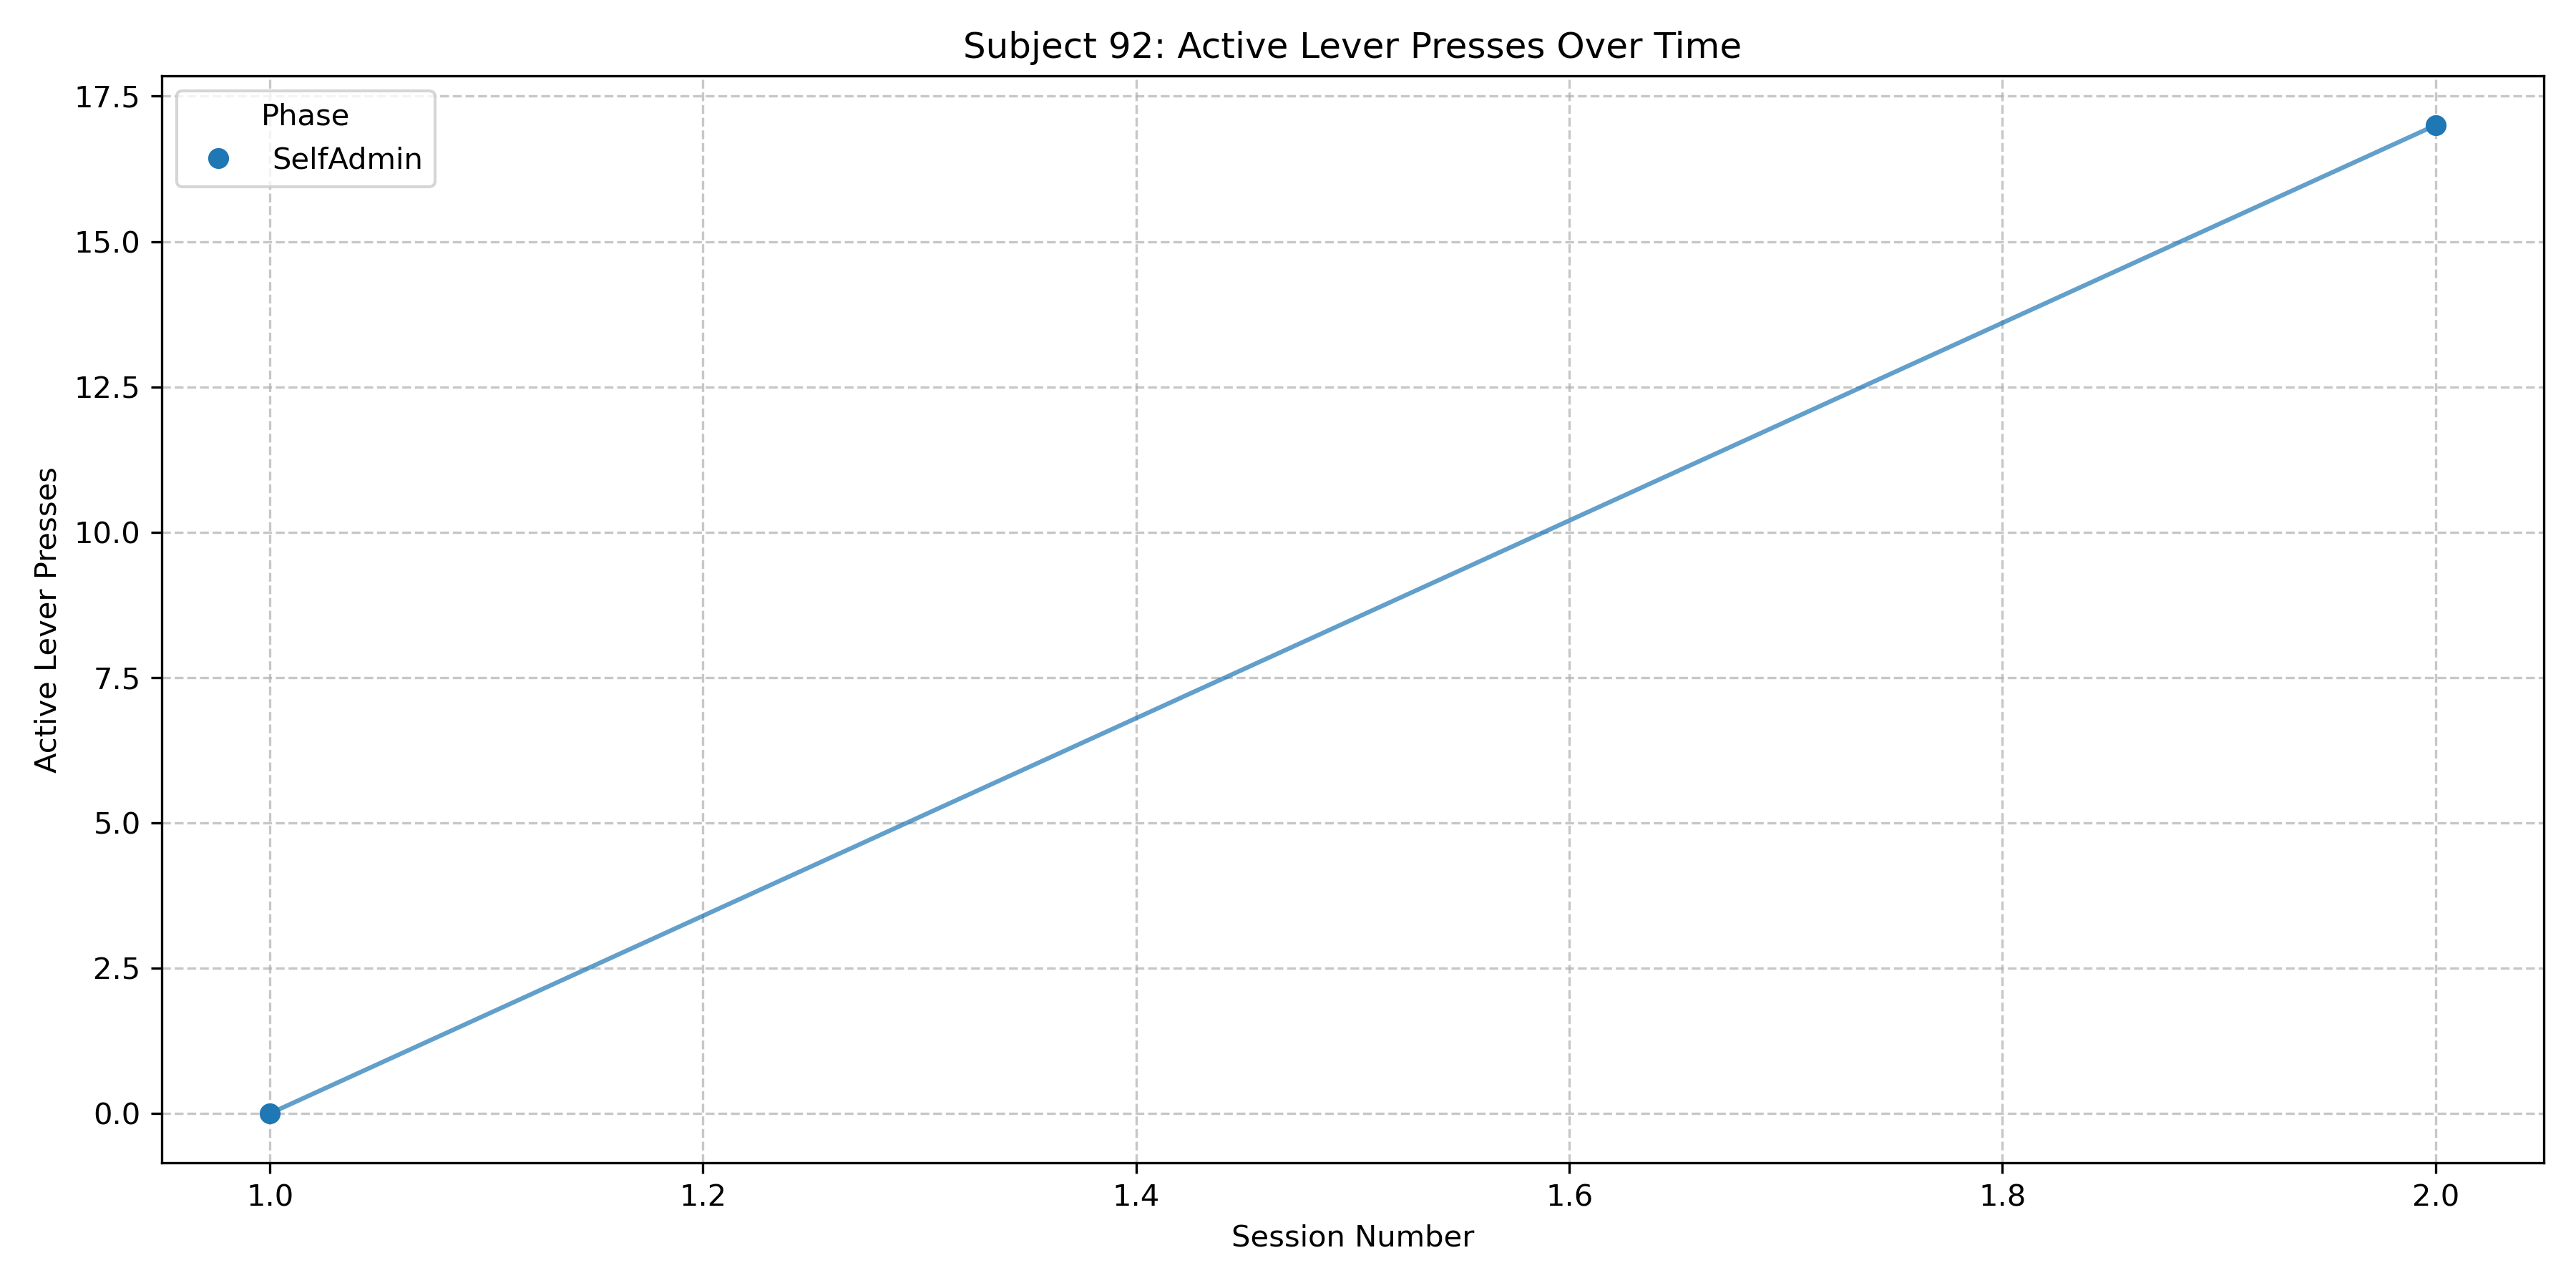 Subject 92: Active Lever Presses Over Time
17.5
15.0
12.5
10.0
7.5
5.0
2.5
0.0
Active Lever Presses
Phase
SelfAdmin
1.0 1.2 1.4 1.6 1.8 2.0
Session Number